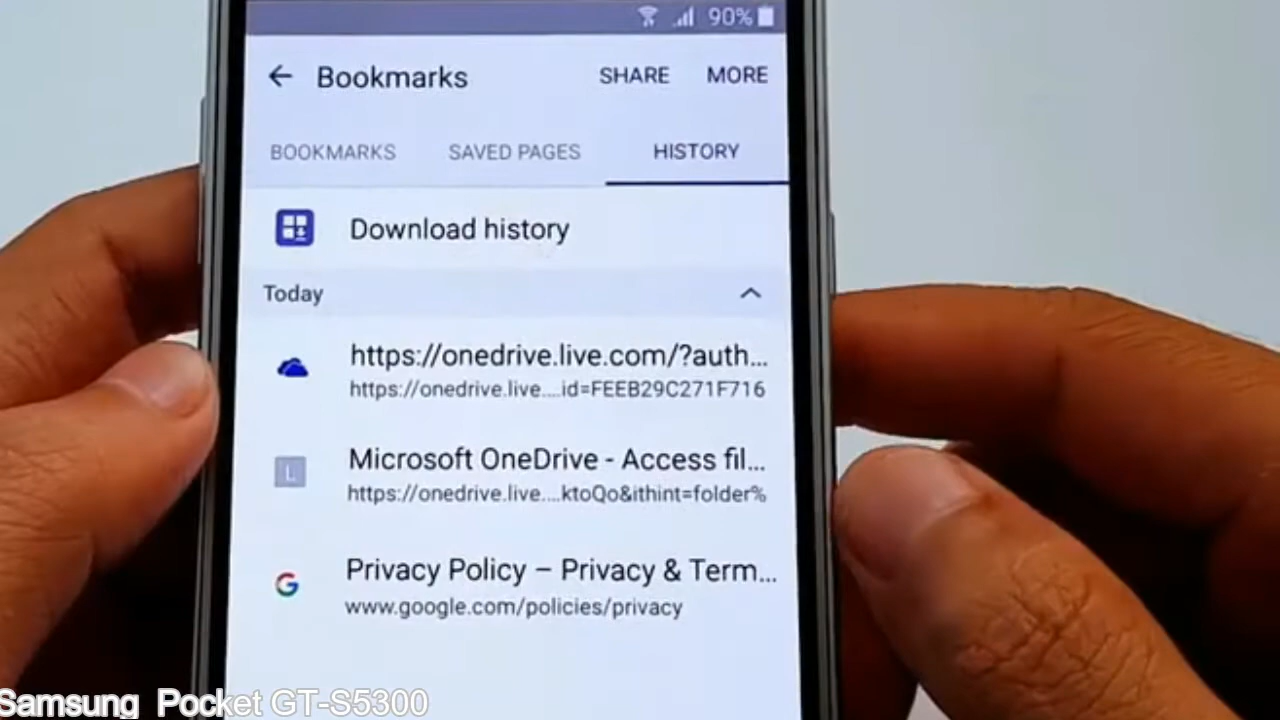 90%
Bookmarks SHARE MORE
BOOKMARKS SAVED PAGES HISTORY
Download history
Today
https://onedrive.live.com/?auth...
https://onedrive.live....id=FEEB29C271F716
L
Microsoft OneDrive - Access fil...
https://onedrive.live....ktoQo&ithint=folder%
Privacy Policy – Privacy & Term...
www.google.com/policies/privacy
Samsung Pocket GT-S5300